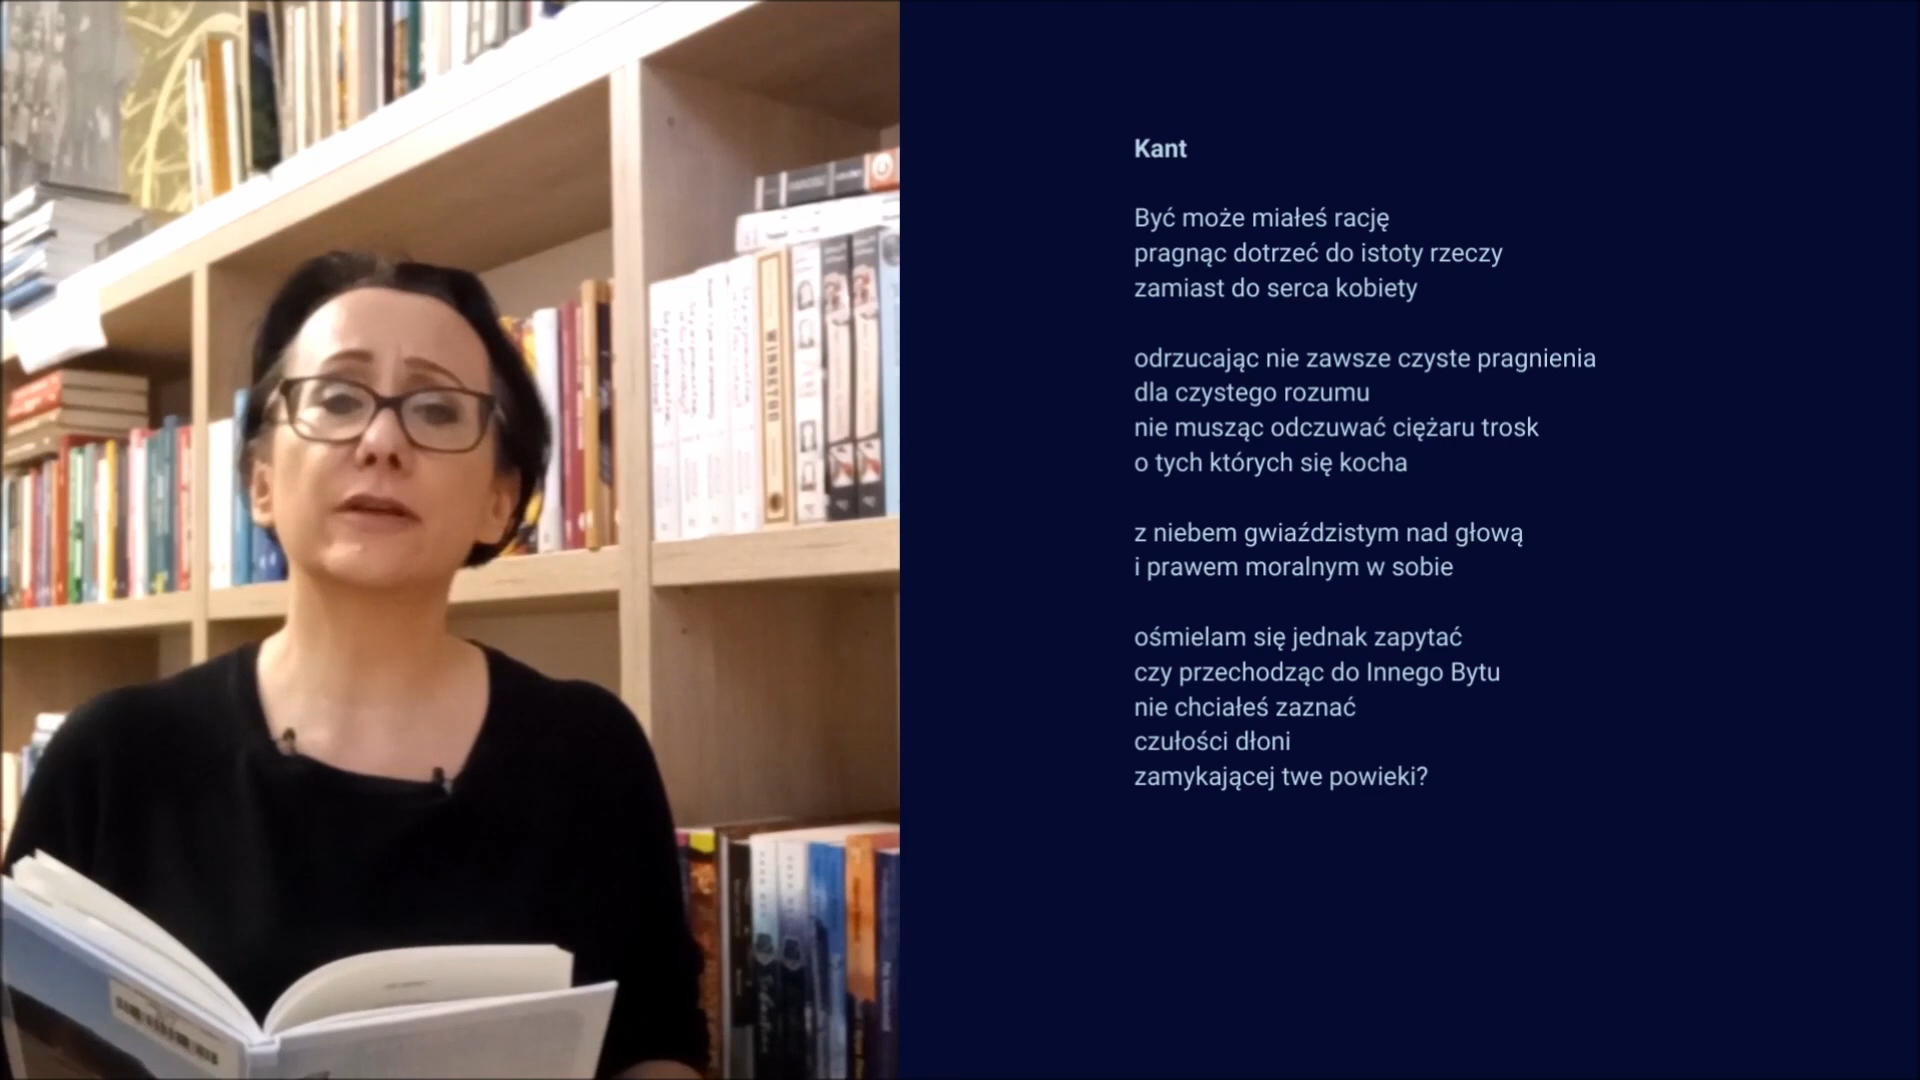 Kant
Być może miałeś rację
pragnąc dotrzeć do istoty rzeczy
zamiast do serca kobiety
odrzucając nie zawsze czyste pragnienia
dla czystego rozumu
nie musząc odczuwać ciężaru trosk
o tych których się kocha
z niebem gwiaździstym nad głową
i prawem moralnym w sobie
ośmielam się jednak zapytać
czy przechodząc do Innego Bytu
nie chciałeś zaznać
czułości dłoni
zamykającej twe powieki?
WINNETOU